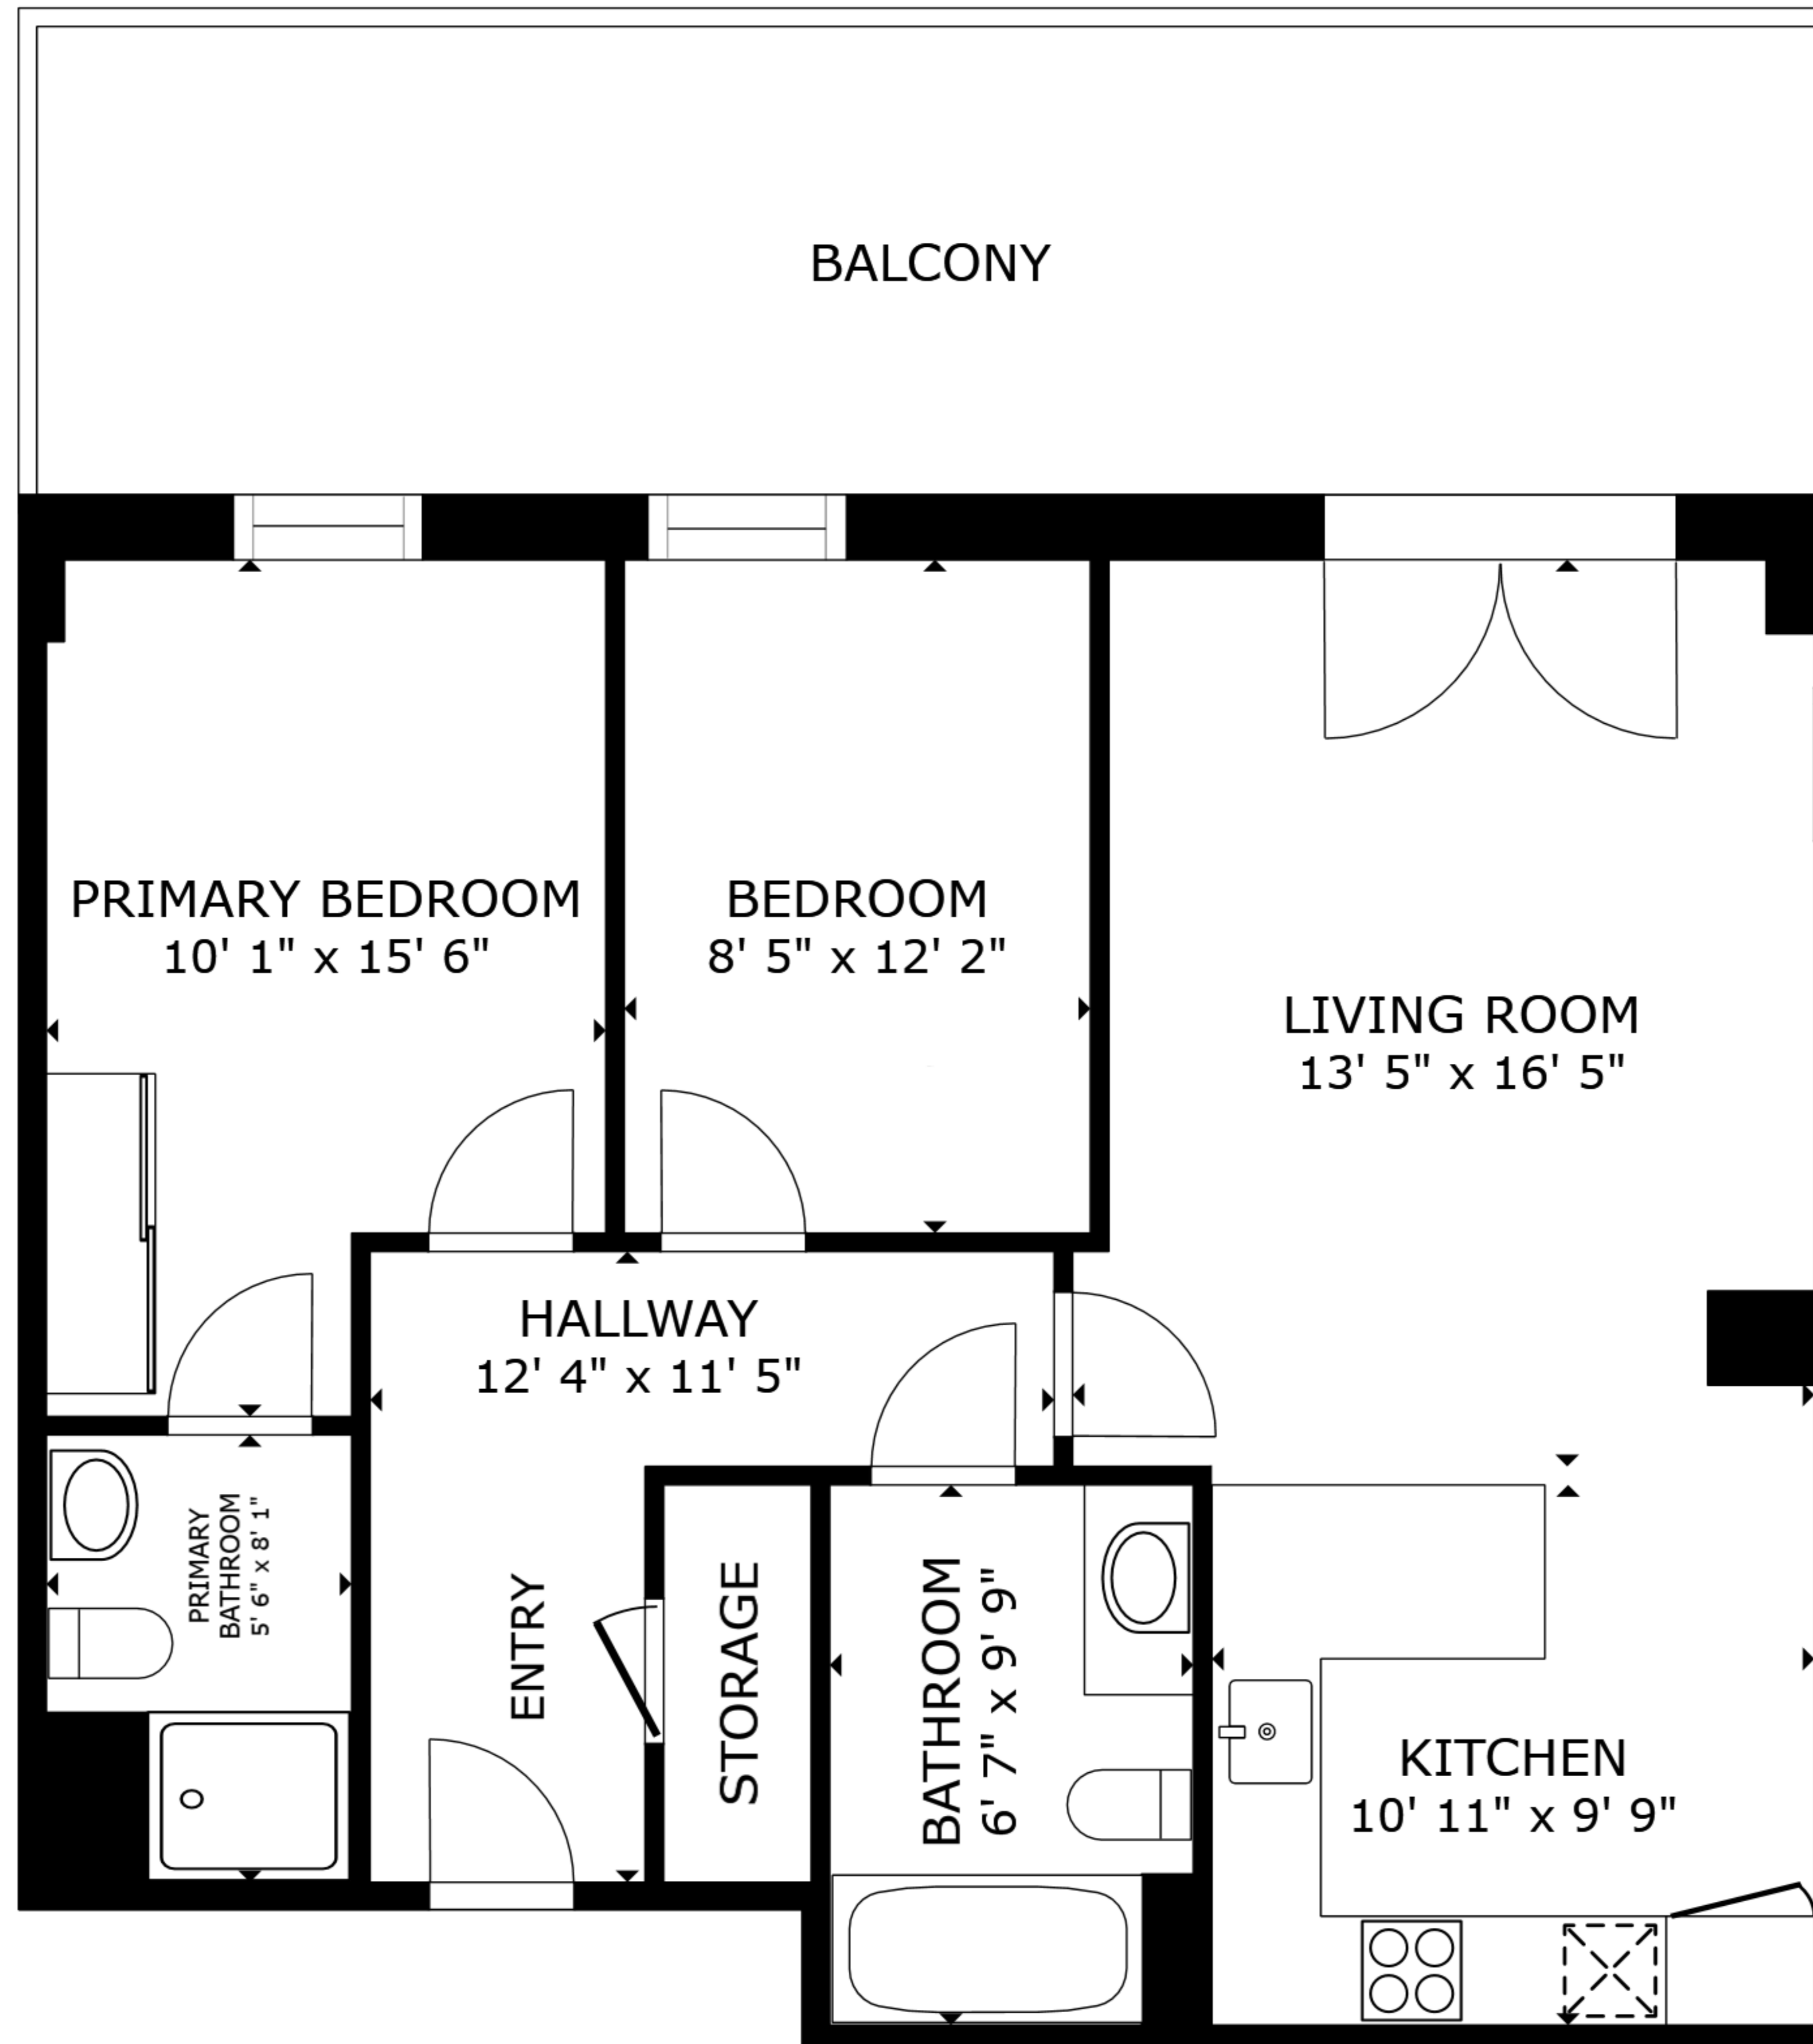 BALCONY
PRIMARY BEDROOM
10' 1" x 15' 6"
BEDROOM
8' 5" x 12' 2"
LIVING ROOM
13' 5" x 16' 5"
HALLWAY
12' 4" x 11' 5"
PRIMARY
BATHROOM
5' 6" x 8' 1"
ENTRY
STORAGE
BATHROOM
6' 7" x 9' 9"
KITCHEN
10' 11" x 9' 9"